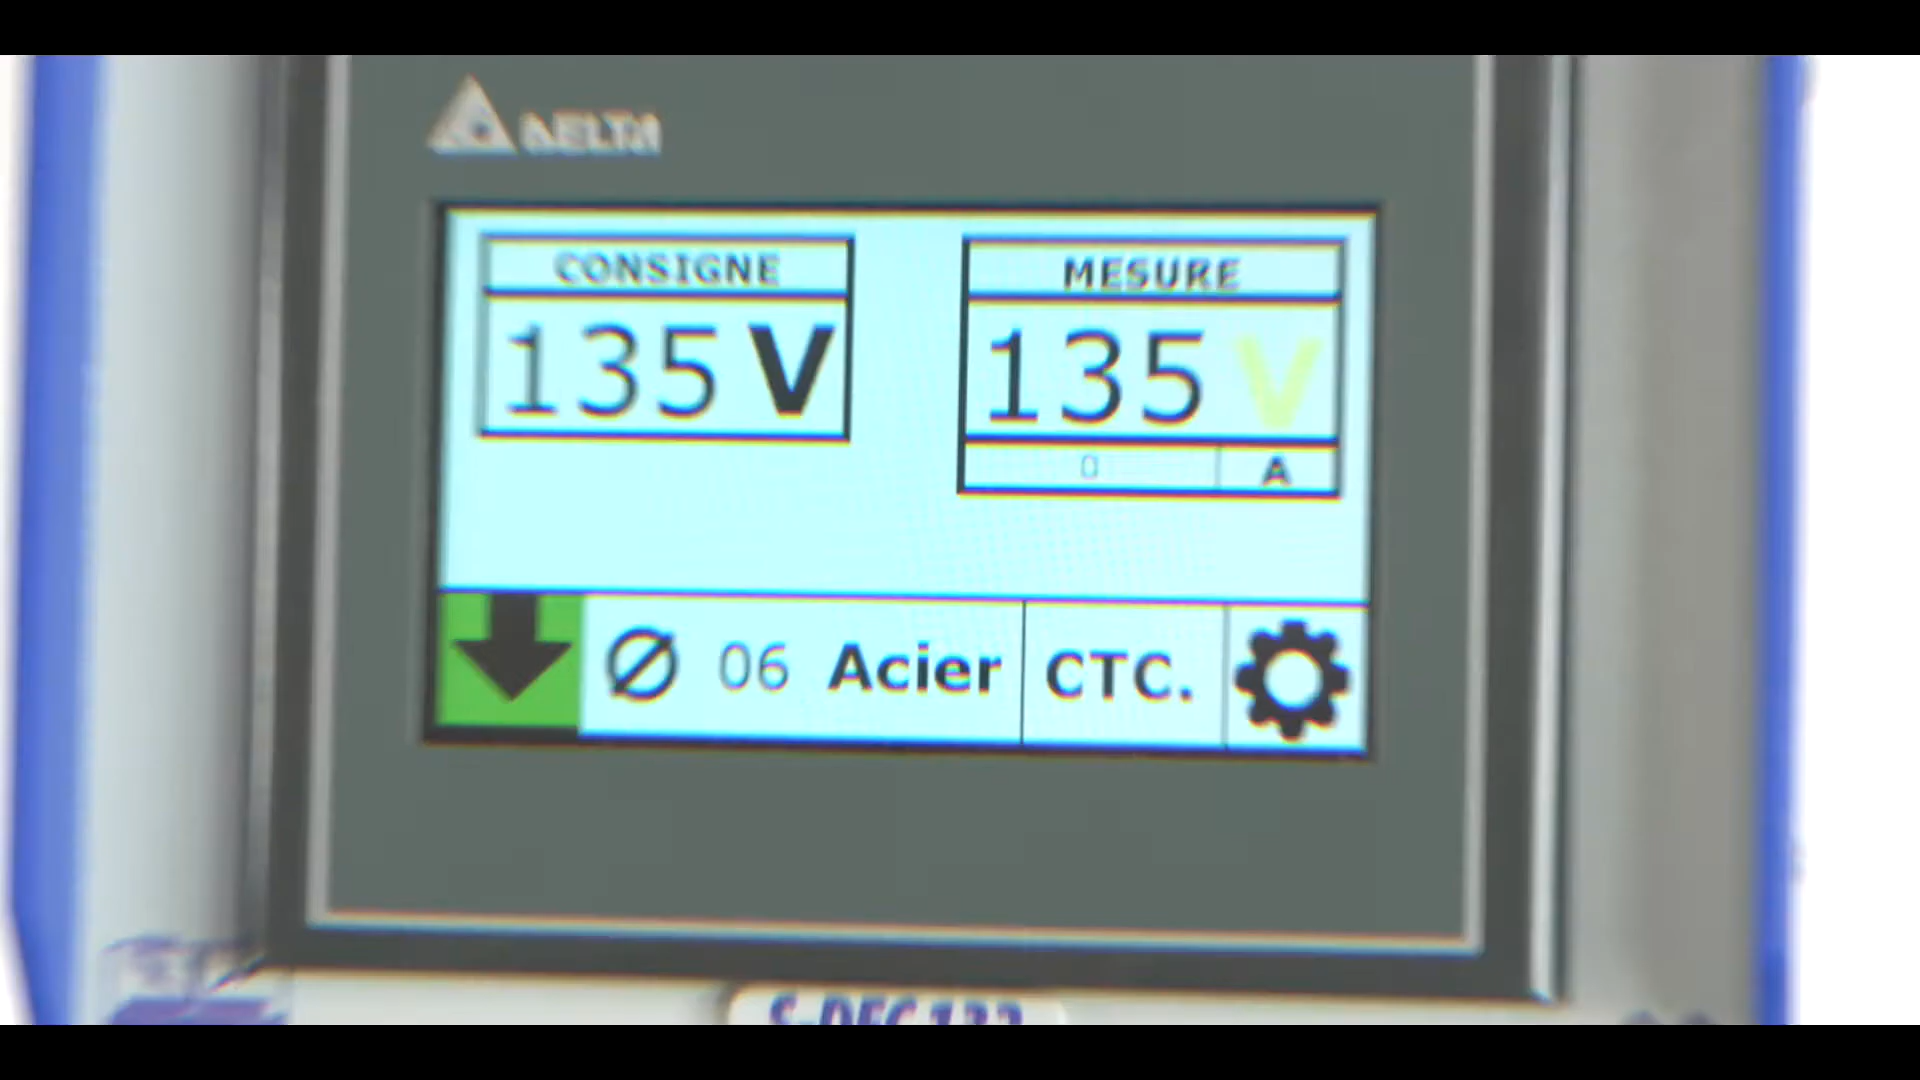 DELTA
CONSIGNE
135 V
MESURE
135 V
0 A
Ø 06 Acier
CTC.